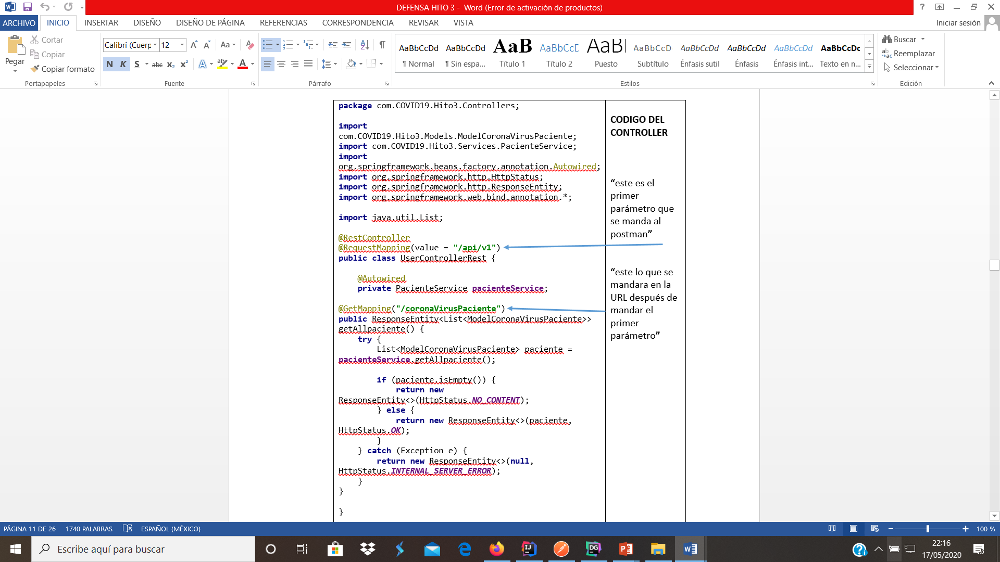 DEFENSA HITO 3 - Word (Error de activación de productos)
ARCHIVO INICIO INSERTAR DISEÑO DISEÑO DE PÁGINA REFERENCIAS CORRESPONDENCIA REVISAR VISTA Iniciar sesión
Pegar
Cortar
Copiar
Copiar formato
Portapapeles
Calibri (Cuerp 12
N K S abc x₂ x²
Fuente
Párrafo
AaBbCcDd AaBbCcDd AaB AaBbCcD AaBl AaBbCcD AaBbCcDd AaBbCcDd AaBbCcDd AaBbCcDc
¶ Normal ¶ Sin espa... Título 1 Título 2 Puesto Subtítulo Énfasis sutil Énfasis Énfasis int... Texto en n...
Estilos
Buscar
Reemplazar
Seleccionar
Edición
package com.COVID19.Hito3.Controllers;
import
com.COVID19.Hito3.Models.ModelCoronaVirusPaciente;
import com.COVID19.Hito3.Services.PacienteService;
import
org.springframework.beans.factory.annotation.Autowired;
import org.springframework.http.HttpStatus;
import org.springframework.http.ResponseEntity;
import org.springframework.web.bind.annotation.*;
import java.util.List;
@RestController
@RequestMapping(value = "/api/v1")
public class UserControllerRest {
@Autowired
private PacienteService pacienteService;
@GetMapping("/coronaVirusPaciente")
public ResponseEntity<List<ModelCoronaVirusPaciente>>
getAllpaciente() {
try {
List<ModelCoronaVirusPaciente> paciente =
pacienteService.getAllpaciente();
if (paciente.isEmpty()) {
return new
ResponseEntity<>(HttpStatus.NO_CONTENT);
} else {
return new ResponseEntity<>(paciente,
HttpStatus.OK);
}
} catch (Exception e) {
return new ResponseEntity<>(null,
HttpStatus.INTERNAL_SERVER_ERROR);
}
}
}
CODIGO DEL
CONTROLLER
“este es el
primer
parámetro que
se manda al
postman”
“este lo que se
mandara en la
URL después de
mandar el
primer
parámetro”
PÁGINA 11 DE 26 1740 PALABRAS ESPAÑOL (MÉXICO) 100 %
Escribe aquí para buscar
22:16
17/05/2020